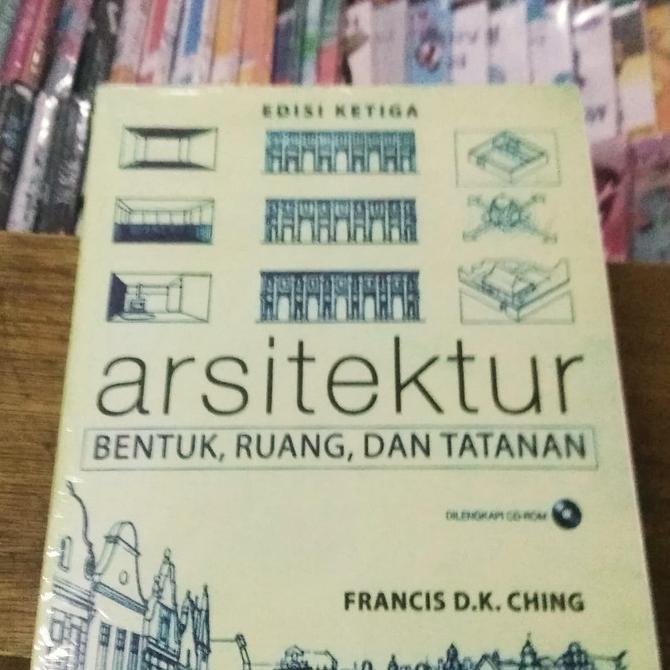 EDISI KETIGA
arsitektur
BENTUK, RUANG, DAN TATANAN
DILENGKAPI CD-ROM
FRANCIS D.K. CHING